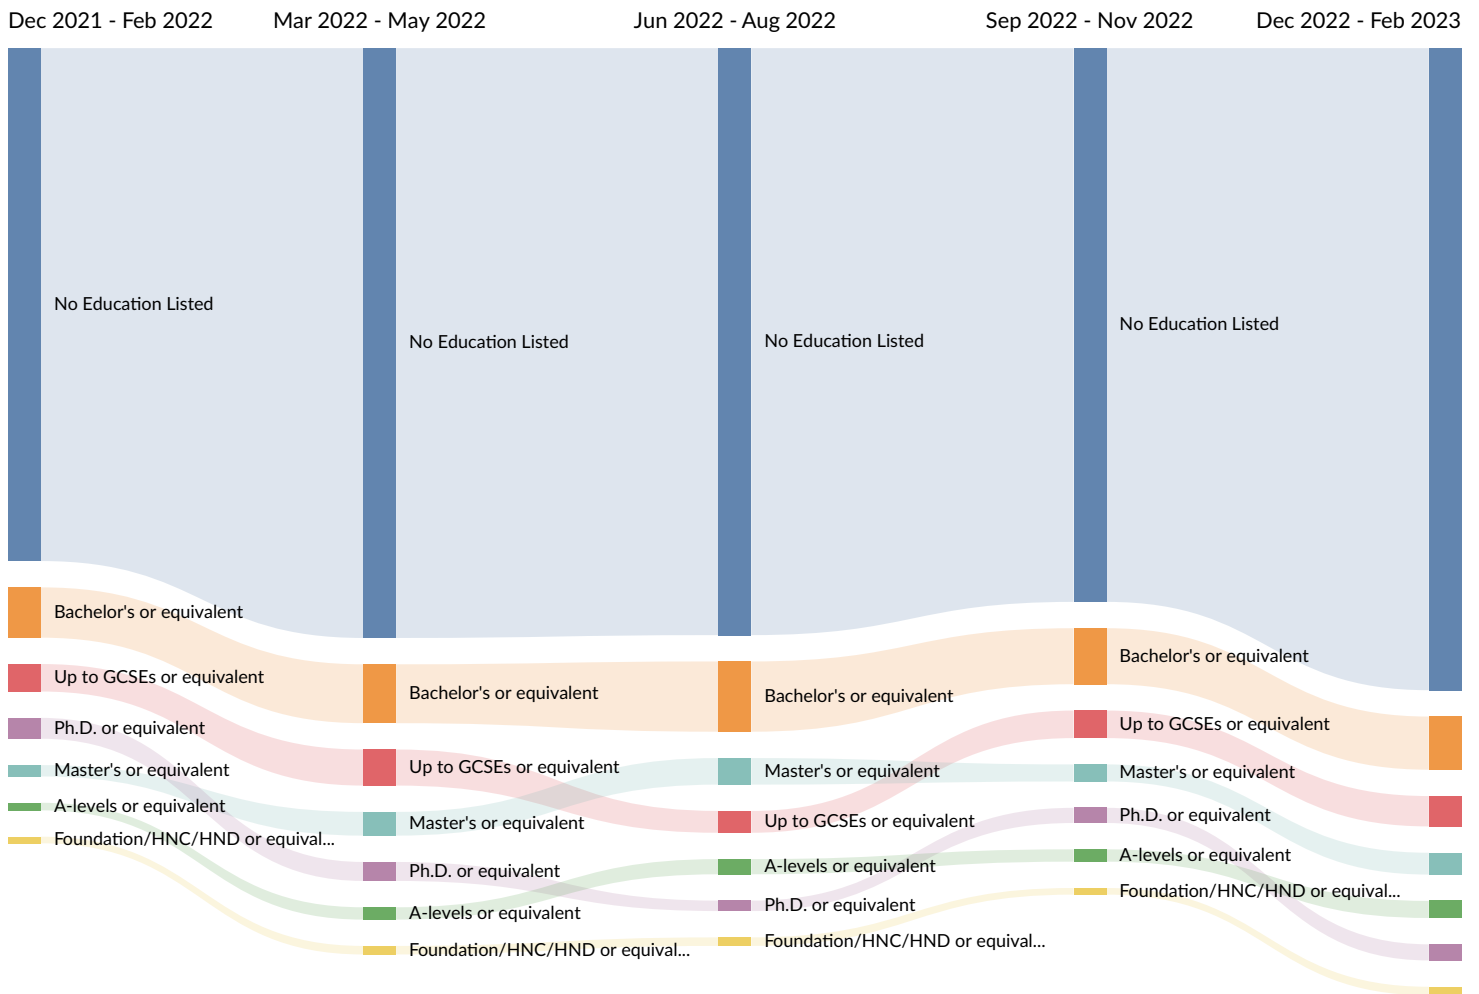 Dec 2021 - Feb 2022
Mar 2022 - May 2022
Jun 2022 - Aug 2022
Sep 2022 - Nov 2022
Dec 2022 - Feb 2023
No Education Listed
Bachelor's or equivalent
Up to GCSEs or equivalent
Ph.D. or equivalent
Master's or equivalent
A-levels or equivalent
Foundation/HNC/HND or equival...
No Education Listed
Bachelor's or equivalent
Up to GCSEs or equivalent
Master's or equivalent
Ph.D. or equivalent
A-levels or equivalent
Foundation/HNC/HND or equival...
No Education Listed
Bachelor's or equivalent
Master's or equivalent
Up to GCSEs or equivalent
A-levels or equivalent
Ph.D. or equivalent
Foundation/HNC/HND or equival...
No Education Listed
Bachelor's or equivalent
Up to GCSEs or equivalent
Master's or equivalent
Ph.D. or equivalent
A-levels or equivalent
Foundation/HNC/HND or equival...